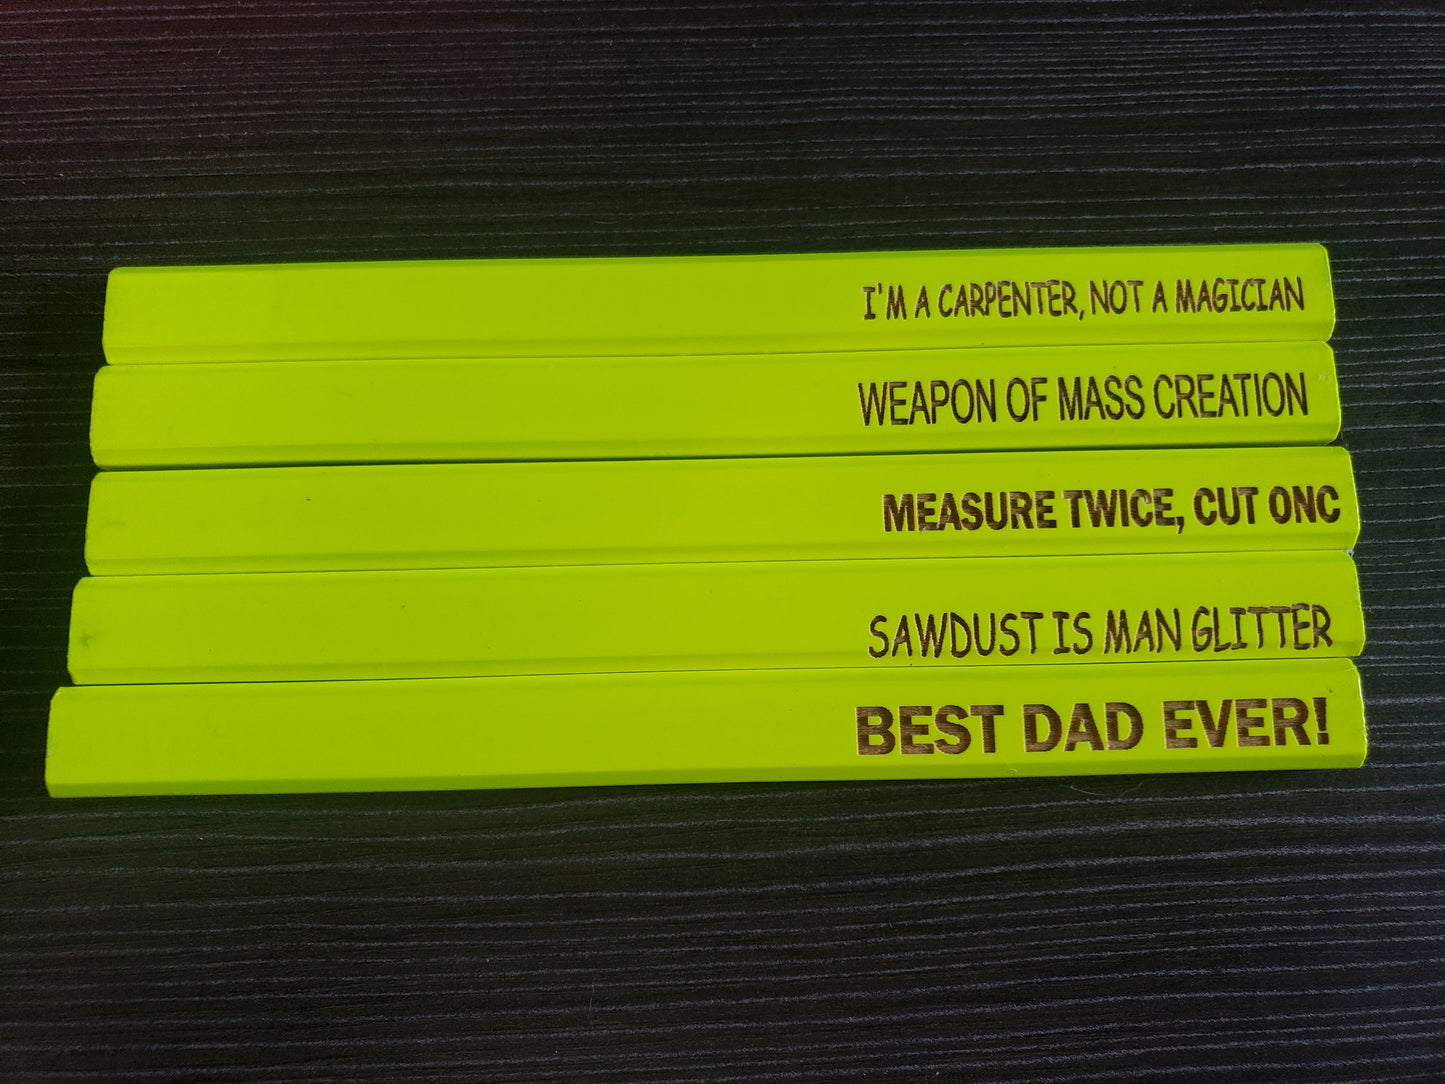 I'M A CARPENTER, NOT A MAGICIAN
WEAPON OF MASS CREATION
MEASURE TWICE, CUT ONC
SAWDUST IS MAN GLITTER
BEST DAD EVER!